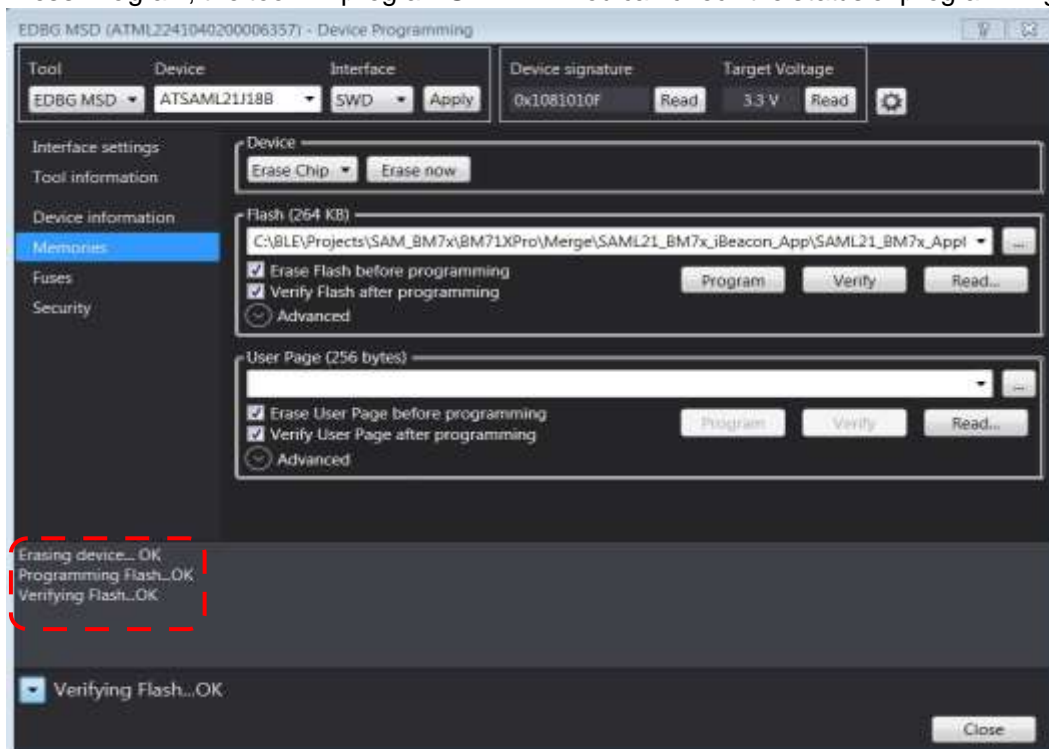 EDBG MSD (ATML2241040200006357) - Device Programming
Tool Device Interface Device signature Target Voltage
EDBG MSD ATSAML21J18B SWD Apply 0x1081010F Read 3.3 V Read
Interface settings
Tool information
Device information
Memories
Fuses
Security
Device
Erase Chip Erase now
Flash (264 KB)
C:\BLE\Projects\SAM_BM7x\BM71XPro\Merge\SAML21_BM7x_iBeacon_App\SAML21_BM7x_Appl ...
Erase Flash before programming
Verify Flash after programming
Program Verify Read...
Advanced
User Page (256 bytes)
...
Erase User Page before programming
Verify User Page after programming
Program Verify Read...
Advanced
Erasing device... OK
Programming Flash...OK
Verifying Flash...OK
Verifying Flash...OK
Close